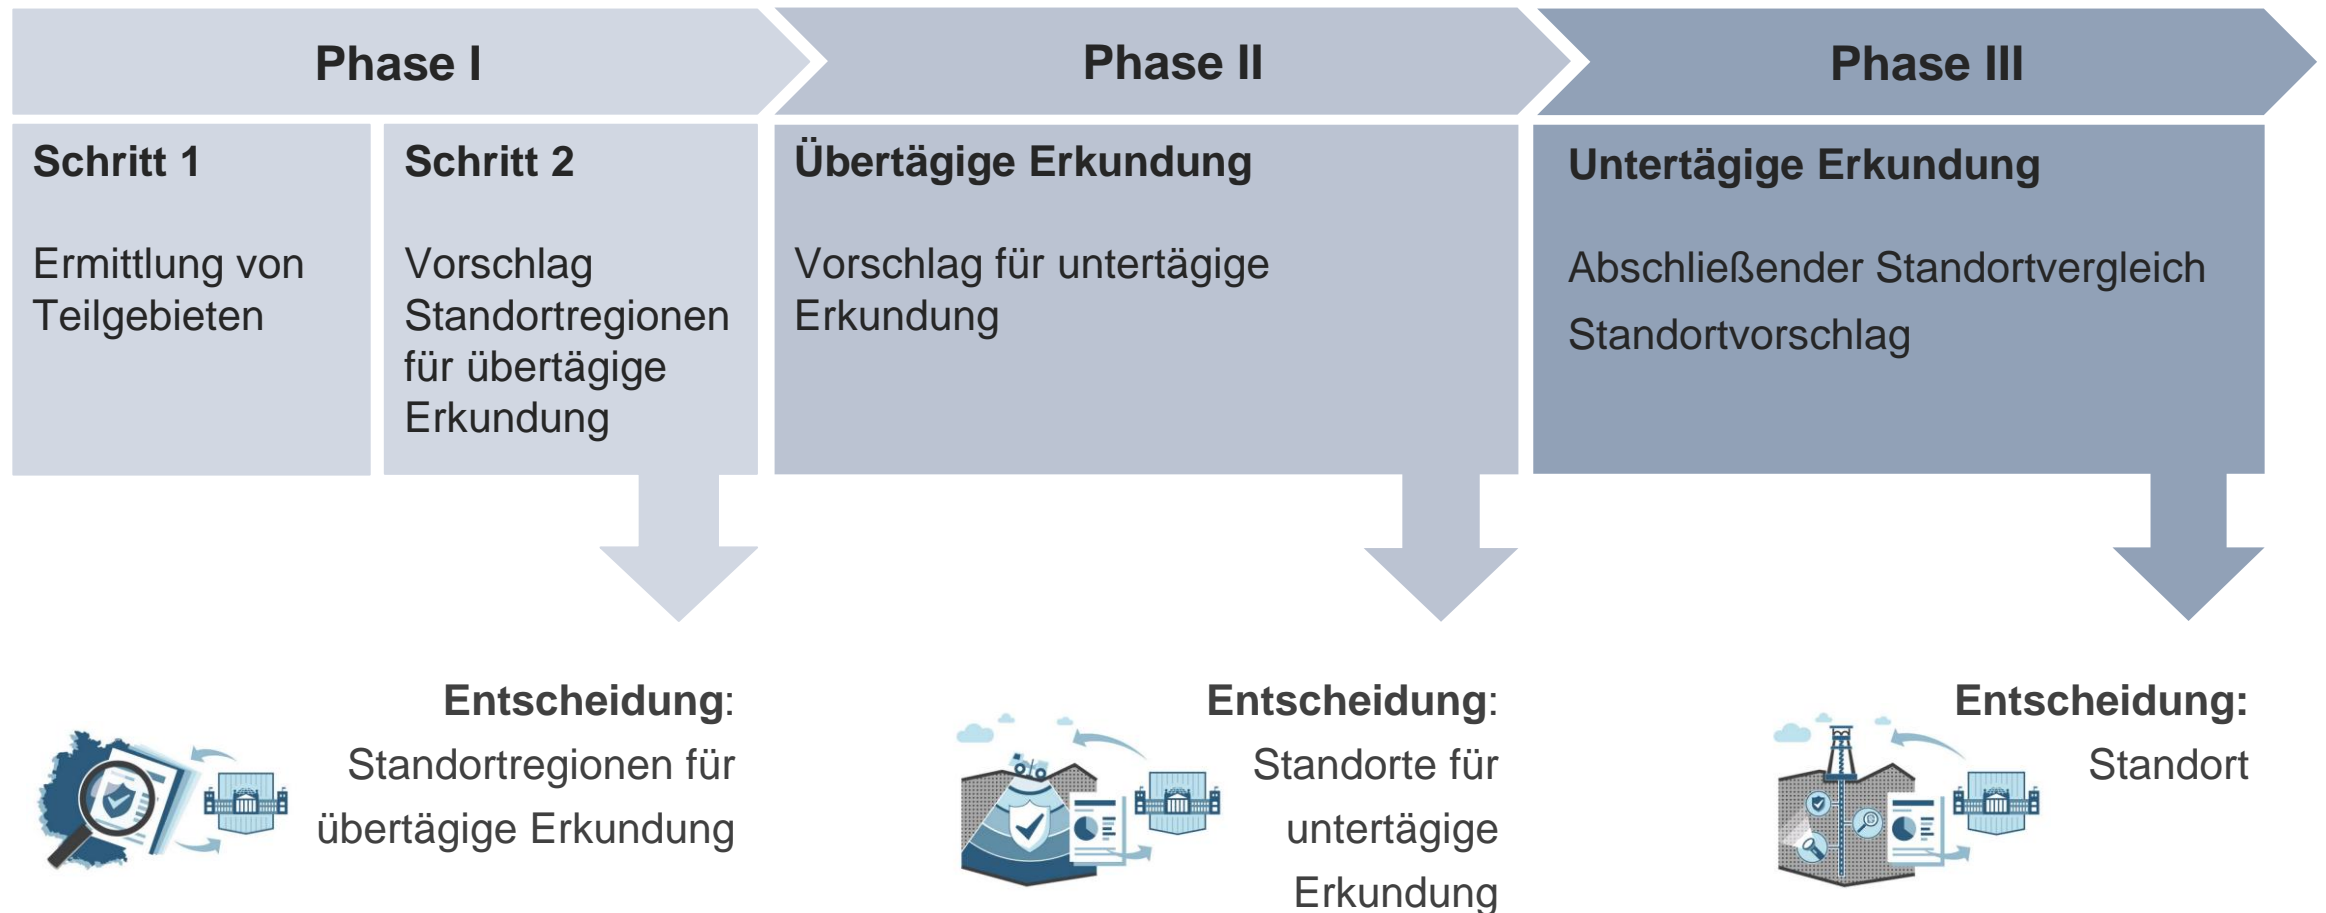 Phase I
Phase II
Phase III
Schritt 1
Ermittlung von
Teilgebieten
Schritt 2
Vorschlag
Standortregionen
für übertägige
Erkundung
Übertägige Erkundung
Vorschlag für untertägige
Erkundung
Untertägige Erkundung
Abschließender Standortvergleich
Standortvorschlag
Entscheidung:
Standortregionen für
übertägige Erkundung
Entscheidung:
Standorte für
untertägige
Erkundung
Entscheidung:
Standort